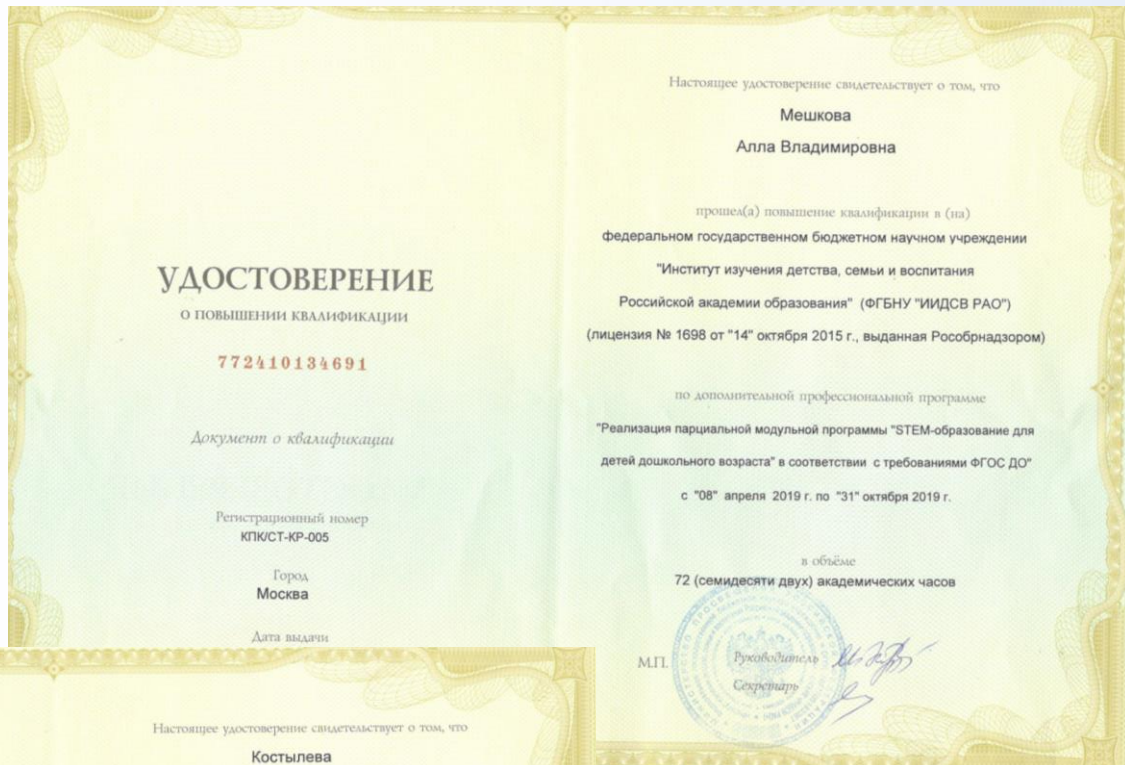 УДОСТОВЕРЕНИЕ
О ПОВЫШЕНИИ КВАЛИФИКАЦИИ
772410134691
Документ о квалификации
Регистрационный номер
КПК/СТ-КР-005
Город
Москва
Дата выдачи
Настоящее удостоверение свидетельствует о том, что
Мешкова
Алла Владимировна
прошел(а) повышение квалификации в (на)
федеральном государственном бюджетном научном учреждении
"Институт изучения детства, семьи и воспитания
Российской академии образования" (ФГБНУ "ИИДСВ РАО")
(лицензия № 1698 от "14" октября 2015 г., выданная Рособрнадзором)
по дополнительной профессиональной программе
"Реализация парциальной модульной программы "STEM-образование для
детей дошкольного возраста" в соответствии с требованиями ФГОС ДО"
с "08" апреля 2019 г. по "31" октября 2019 г.
в объёме
72 (семидесяти двух) академических часов
М.П.
Руководитель
Секретарь
Настоящее удостоверение свидетельствует о том, что
Костылева